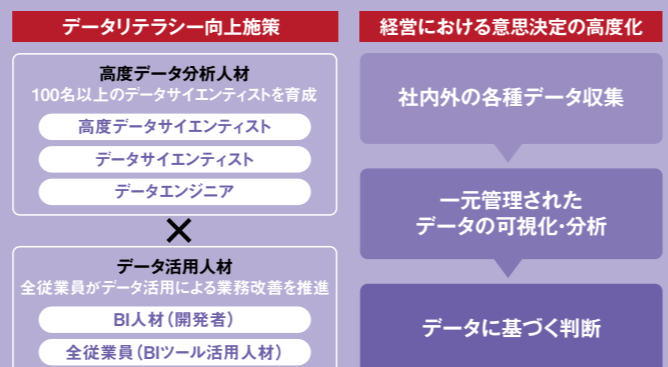 データリテラシー向上施策
高度データ分析人材
100名以上のデータサイエンティストを育成
高度データサイエンティスト
データサイエンティスト
データエンジニア
×
データ活用人材
全従業員がデータ活用による業務改善を推進
BI人材(開発者)
全従業員(BIツール活用人材)
経営における意思決定の高度化
社内外の各種データ収集
一元管理された
データの可視化・分析
データに基づく判断